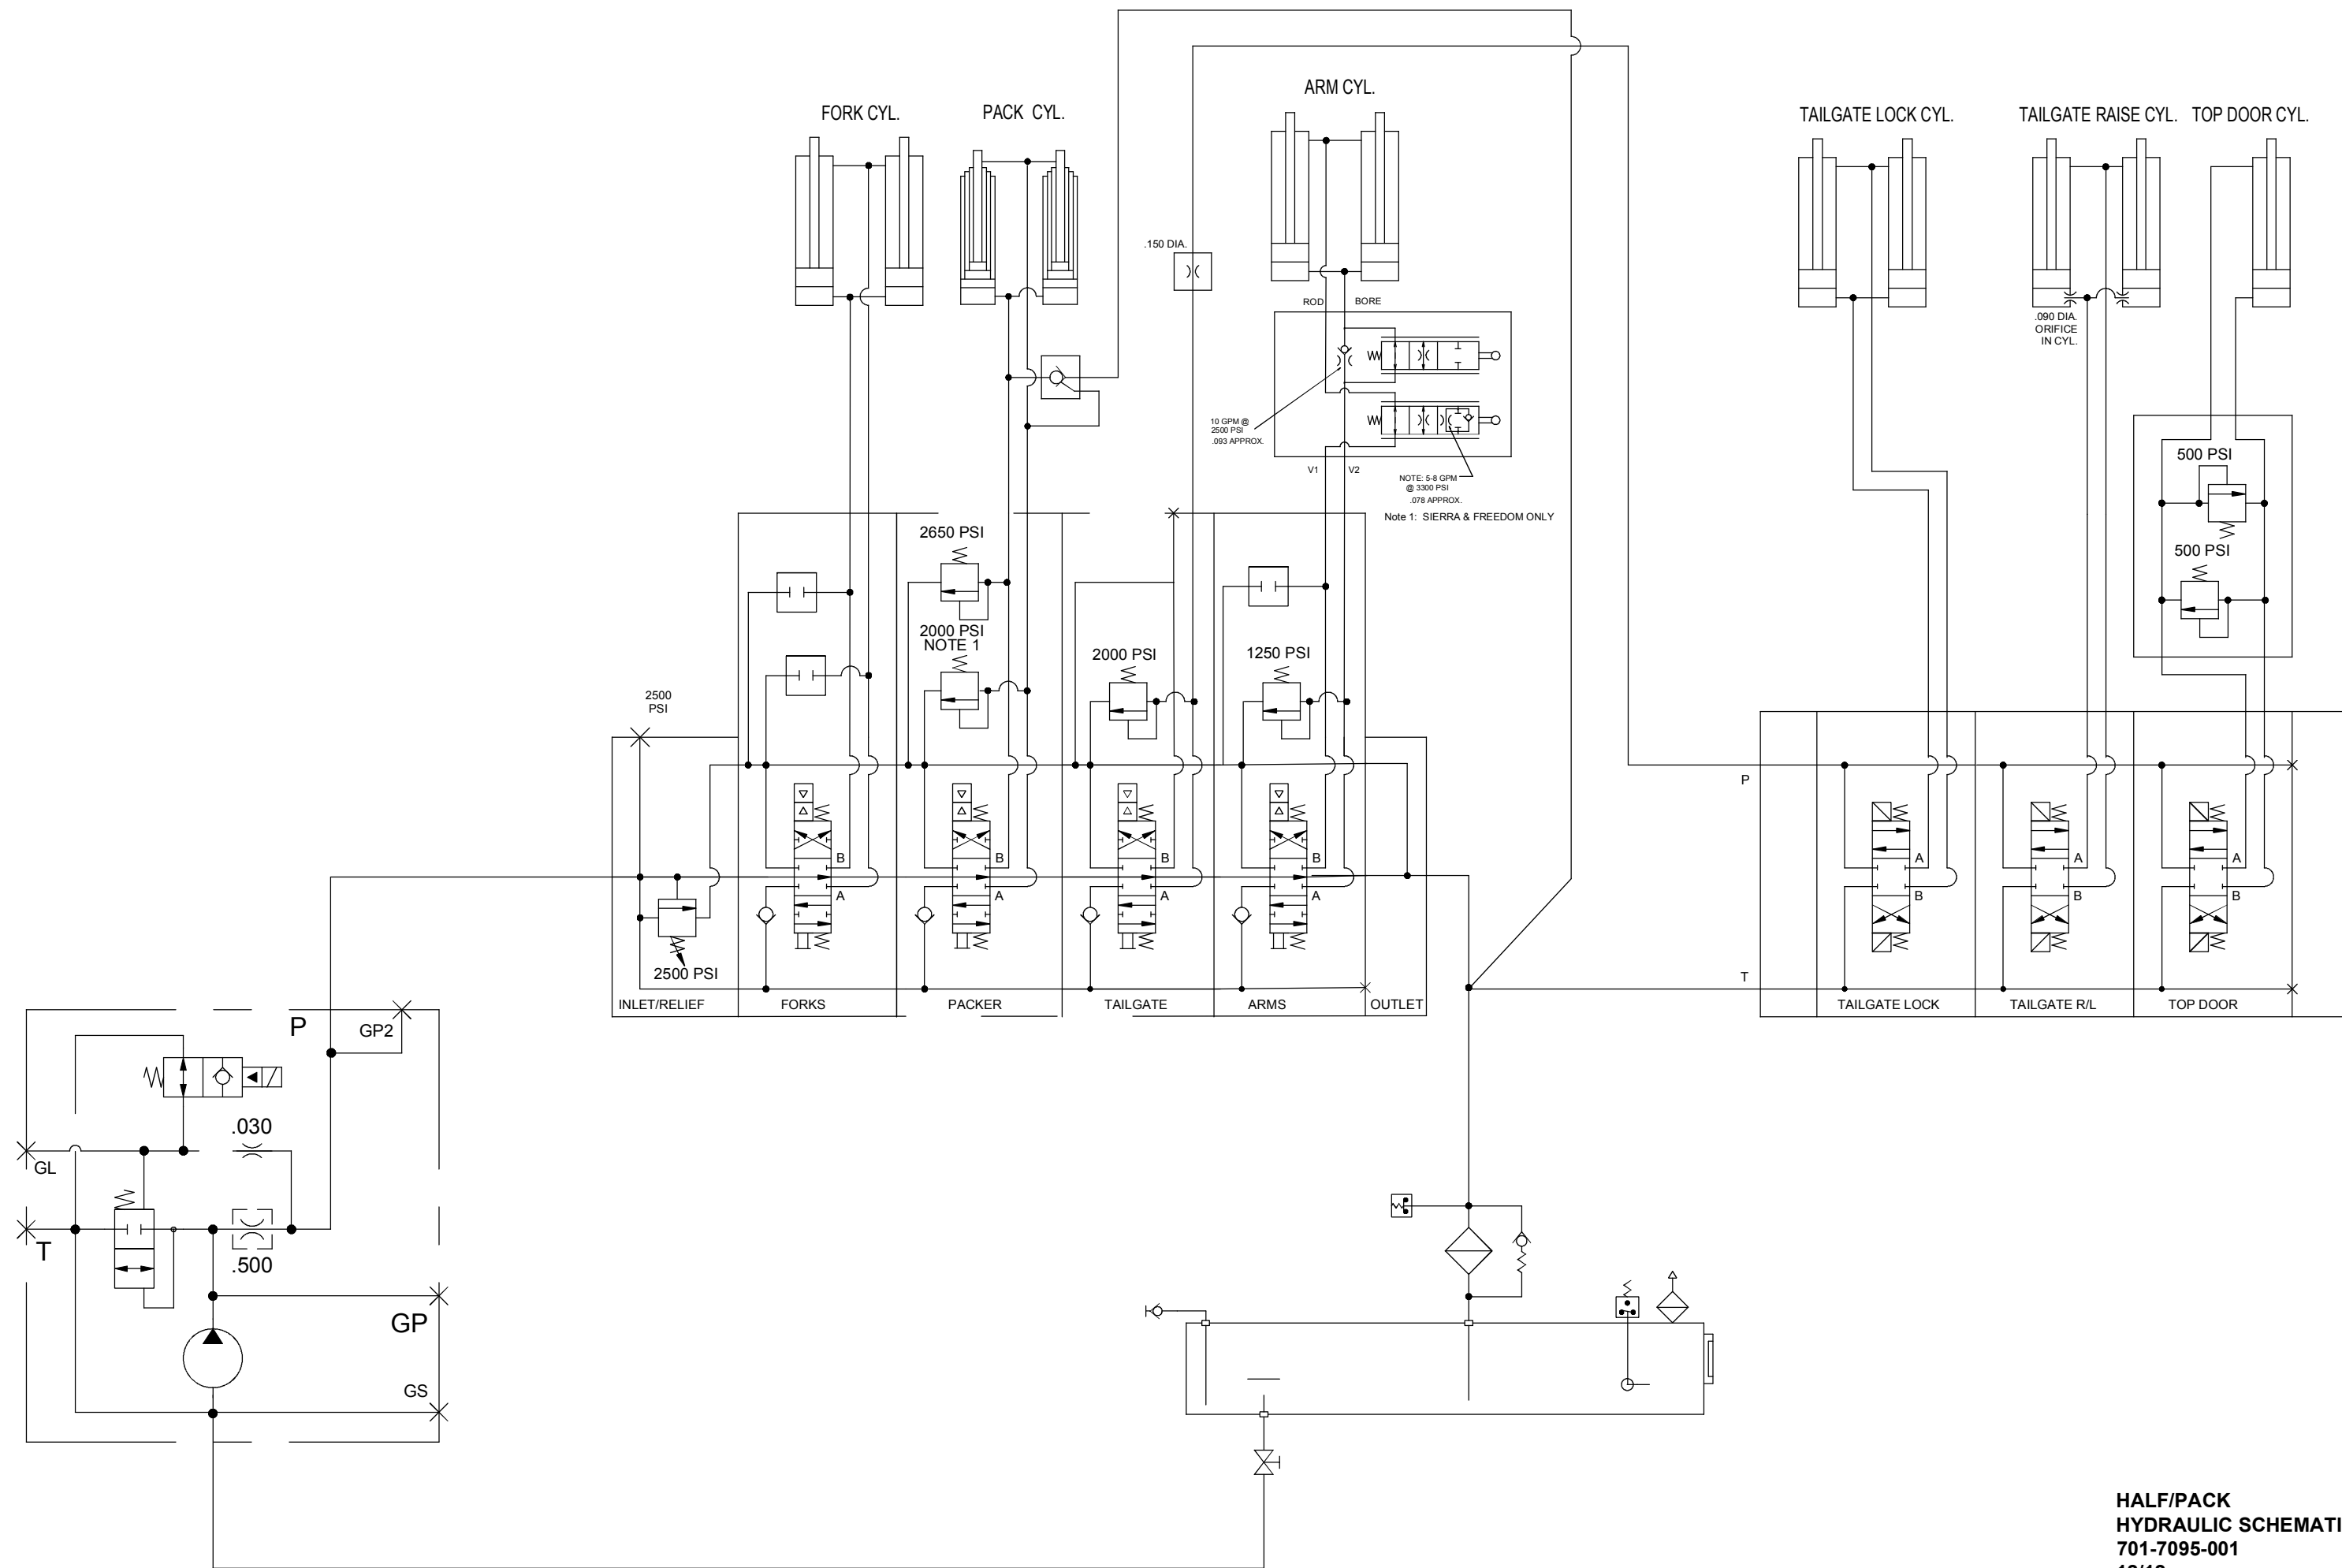 FORK CYL.
PACK CYL.
ARM CYL.
TAILGATE LOCK CYL.
TAILGATE RAISE CYL.
TOP DOOR CYL.
.150 DIA.
ROD
BORE
.090 DIA.
ORIFICE
IN CYL.
10 GPM @
2500 PSI
.093 APPROX.
V1
V2
NOTE: 5-8 GPM
@ 3300 PSI
.078 APPROX.
Note 1: SIERRA & FREEDOM ONLY
500 PSI
500 PSI
2650 PSI
2000 PSI
NOTE 1
2000 PSI
1250 PSI
2500
PSI
P
B
B
B
B
A
A
A
A
A
A
A
B
B
B
2500 PSI
T
INLET/RELIEF
FORKS
PACKER
TAILGATE
ARMS
OUTLET
TAILGATE LOCK
TAILGATE R/L
TOP DOOR
P
GP2
.030
GL
T
.500
GP
GS
HALF/PACK
HYDRAULIC SCHEMATI
701-7095-001